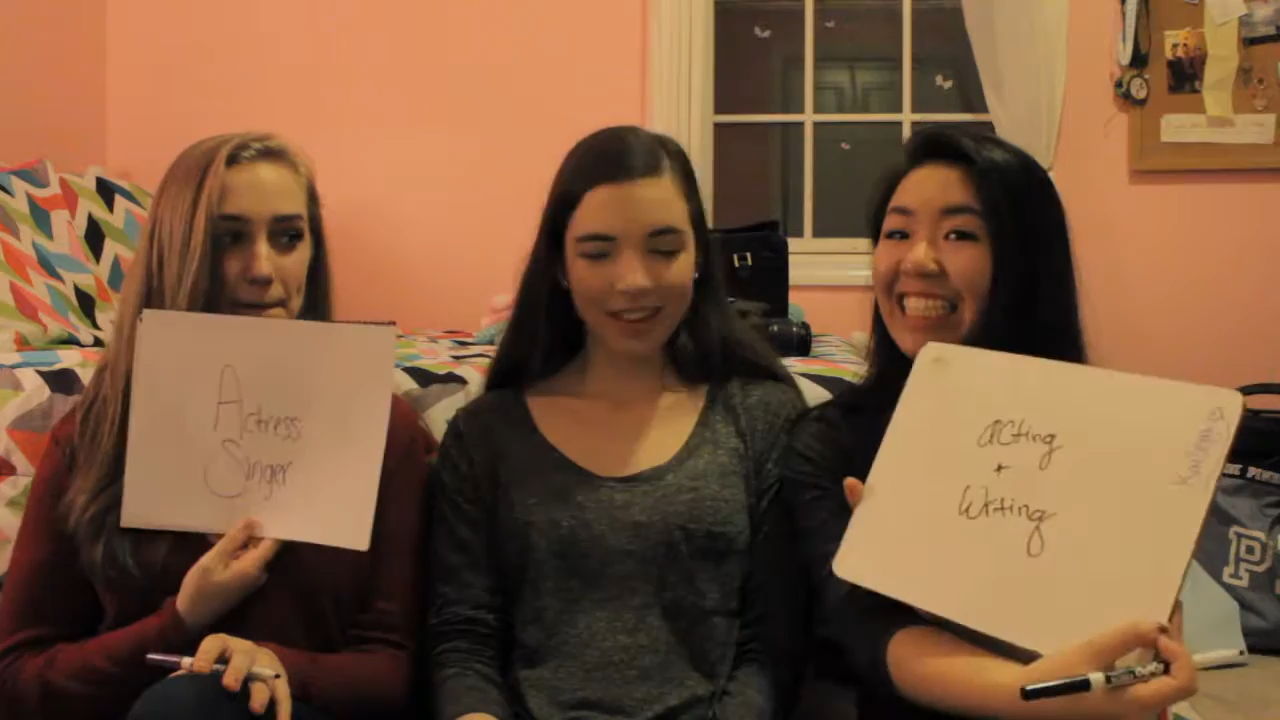 Actress
Singer
acting
+
Writing
P